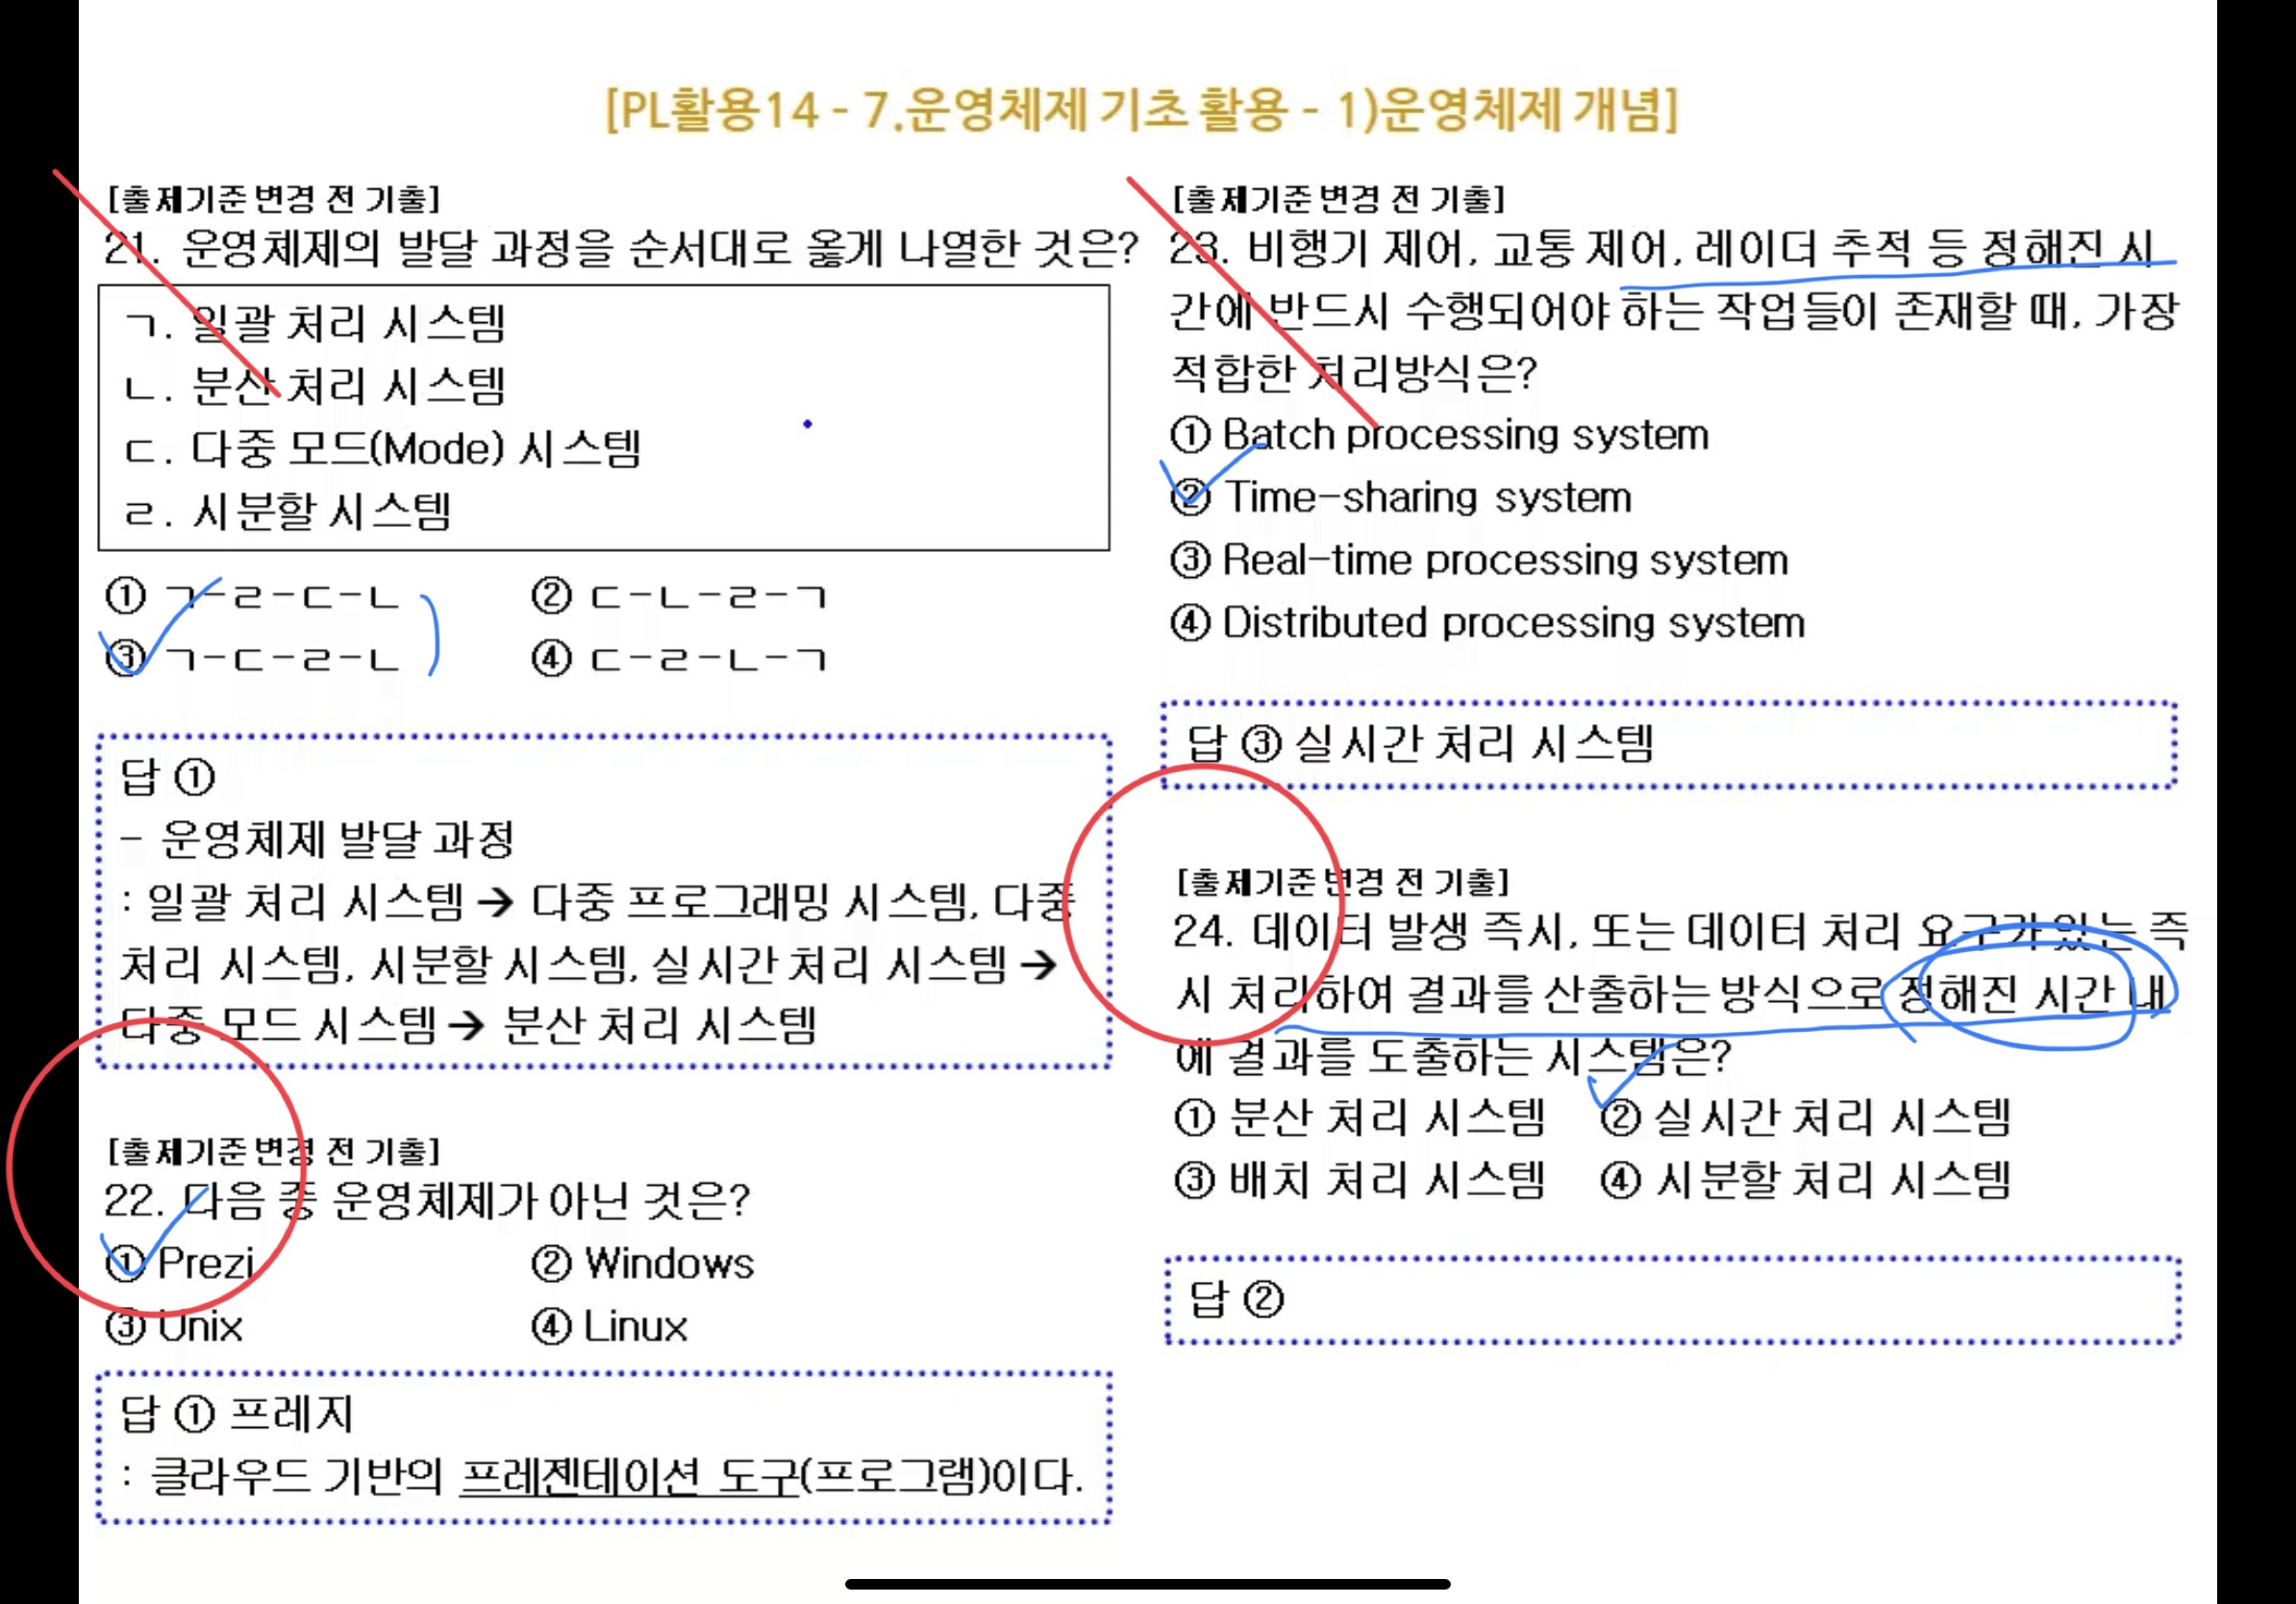 [PL활용14 - 7.운영체제 기초 활용 - 1)운영체제 개념]
[출제기준 변경 전 기출]
21. 운영체제의 발달 과정을 순서대로 옳게 나열한 것은?
ㄱ. 일괄 처리 시스템
ㄴ. 분산 처리 시스템
ㄷ. 다중 모드(Mode) 시스템
ㄹ. 시분할 시스템
① ㄱ-ㄹ-ㄷ-ㄴ ② ㄷ-ㄴ-ㄹ-ㄱ
③ ㄱ-ㄷ-ㄹ-ㄴ ④ ㄷ-ㄹ-ㄴ-ㄱ
답 ①
- 운영체제 발달 과정
: 일괄 처리 시스템 → 다중 프로그래밍 시스템, 다중
처리 시스템, 시분할 시스템, 실시간 처리 시스템 →
다중 모드 시스템 → 분산 처리 시스템
[출제기준 변경 전 기출]
22. 다음 중 운영체제가 아닌 것은?
① Prezi ② Windows
③ Unix ④ Linux
답 ① 프레지
: 클라우드 기반의 프레젠테이션 도구(프로그램)이다.
[출제기준 변경 전 기출]
23. 비행기 제어, 교통 제어, 레이더 추적 등 정해진 시
간에 반드시 수행되어야 하는 작업들이 존재할 때, 가장
적합한 처리방식은?
① Batch processing system
② Time-sharing system
③ Real-time processing system
④ Distributed processing system
답 ③ 실시간 처리 시스템
[출제기준 변경 전 기출]
24. 데이터 발생 즉시, 또는 데이터 처리 요구가 있는 즉
시 처리하여 결과를 산출하는 방식으로 정해진 시간 내
에 결과를 도출하는 시스템은?
① 분산 처리 시스템 ② 실시간 처리 시스템
③ 배치 처리 시스템 ④ 시분할 처리 시스템
답 ②